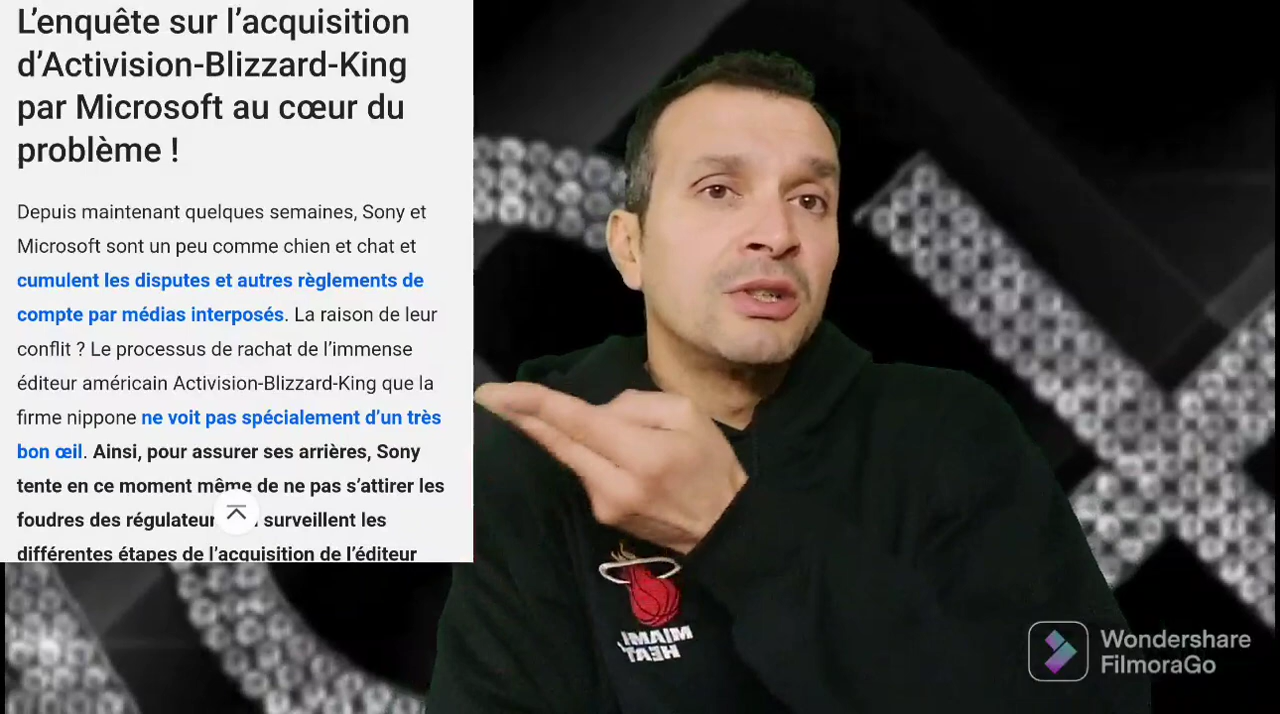 L’enquête sur l’acquisition
d’Activision-Blizzard-King
par Microsoft au cœur du
problème !
Depuis maintenant quelques semaines, Sony et
Microsoft sont un peu comme chien et chat et
cumulent les disputes et autres règlements de
compte par médias interposés. La raison de leur
conflit ? Le processus de rachat de l’immense
éditeur américain Activision-Blizzard-King que la
firme nippone ne voit pas spécialement d’un très
bon œil. Ainsi, pour assurer ses arrières, Sony
tente en ce moment même de ne pas s’attirer les
foudres des régulateur surveillent les
différentes étapes de l’acquisition de l’éditeur
MIAMI
HEAT
Wondershare
FilmoraGo